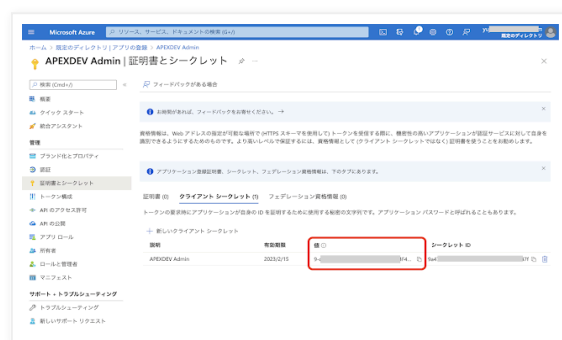 Microsoft Azure
リソース、サービス、ドキュメントの検索 (G+/)
既定のディレクトリ
ホーム > 既定のディレクトリ | アプリの登録 > APEXDEV Admin
APEXDEV Admin | 証明書とシークレット
検索 (Cmd+/)
フィードバックがある場合
概要
クイック スタート
統合アシスタント
管理
ブランド化とプロパティ
認証
証明書とシークレット
トークン構成
API のアクセス許可
API の公開
アプリ ロール
所有者
ロールと管理者
マニフェスト
サポート + トラブルシューティング
トラブルシューティング
新しいサポート リクエスト
お時間があれば、フィードバックをお寄せください。 →
資格情報は、Web アドレスの指定が可能な場所で (HTTPS スキーマを使用して) トークンを受信する際に、機密性の高いアプリケーションが認証サービスに対して自身を
識別できるようにするためのものです。より高いレベルで保証するには、資格情報として (クライアント シークレットではなく) 証明書を使うことをお勧めします。
アプリケーション登録証明書、シークレット、フェデレーション資格情報は、下のタブにあります。
証明書 (0) クライアント シークレット (1) フェデレーション資格情報 (0)
トークンの要求時にアプリケーションが自身の ID を証明するために使用する秘密の文字列です。アプリケーション パスワードと呼ばれることもあります。
新しいクライアント シークレット
説明 有効期限 値 シークレット ID
APEXDEV Admin 2023/2/15